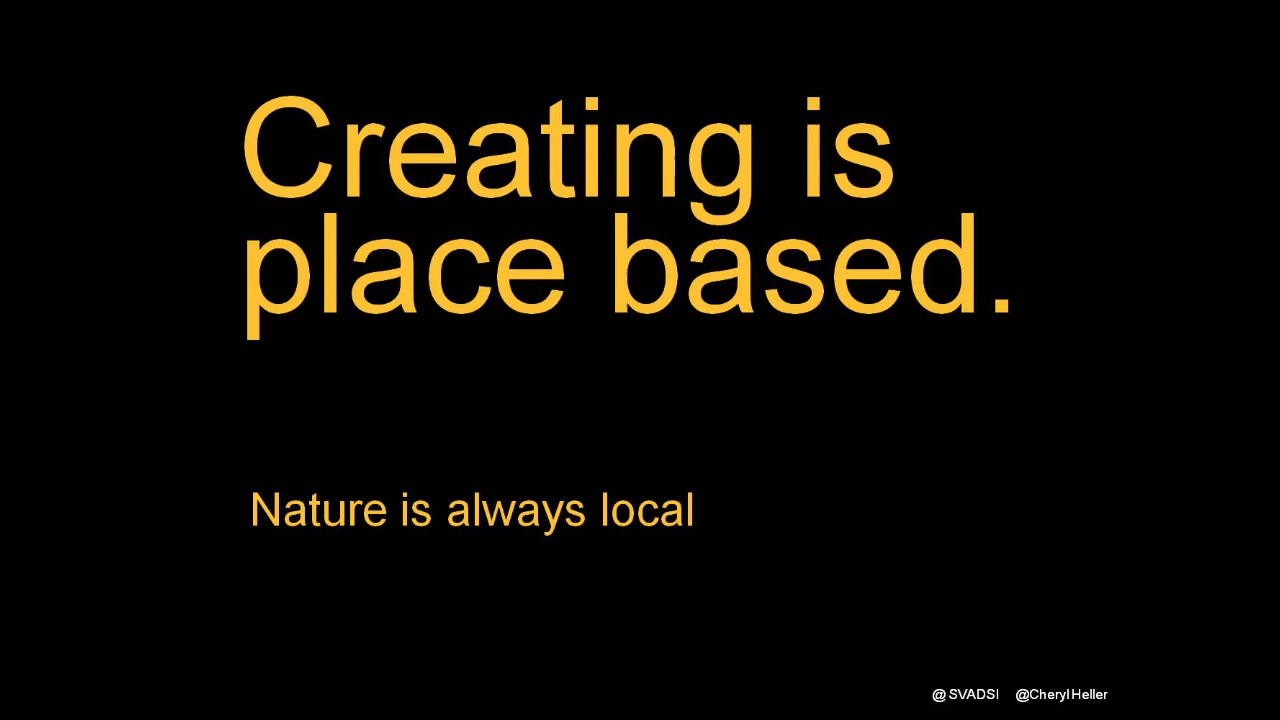 Creating is
place based.
Nature is always local
@SVADSI @CherylHeller